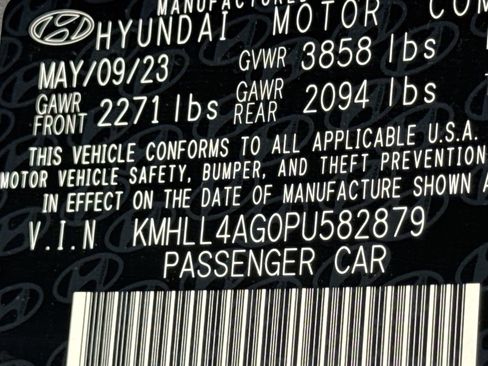 MANUFACTURED
HYUNDAI MOTOR COM
MAY/09/23 GVWR 3858 lbs
GAWR FRONT 2271 lbs GAWR REAR 2094 lbs
THIS VEHICLE CONFORMS TO ALL APPLICABLE U.S.A.
MOTOR VEHICLE SAFETY, BUMPER, AND THEFT PREVENTION
IN EFFECT ON THE DATE OF MANUFACTURE SHOWN A
V.I.N KMHLL4AG0PU582879
PASSENGER CAR